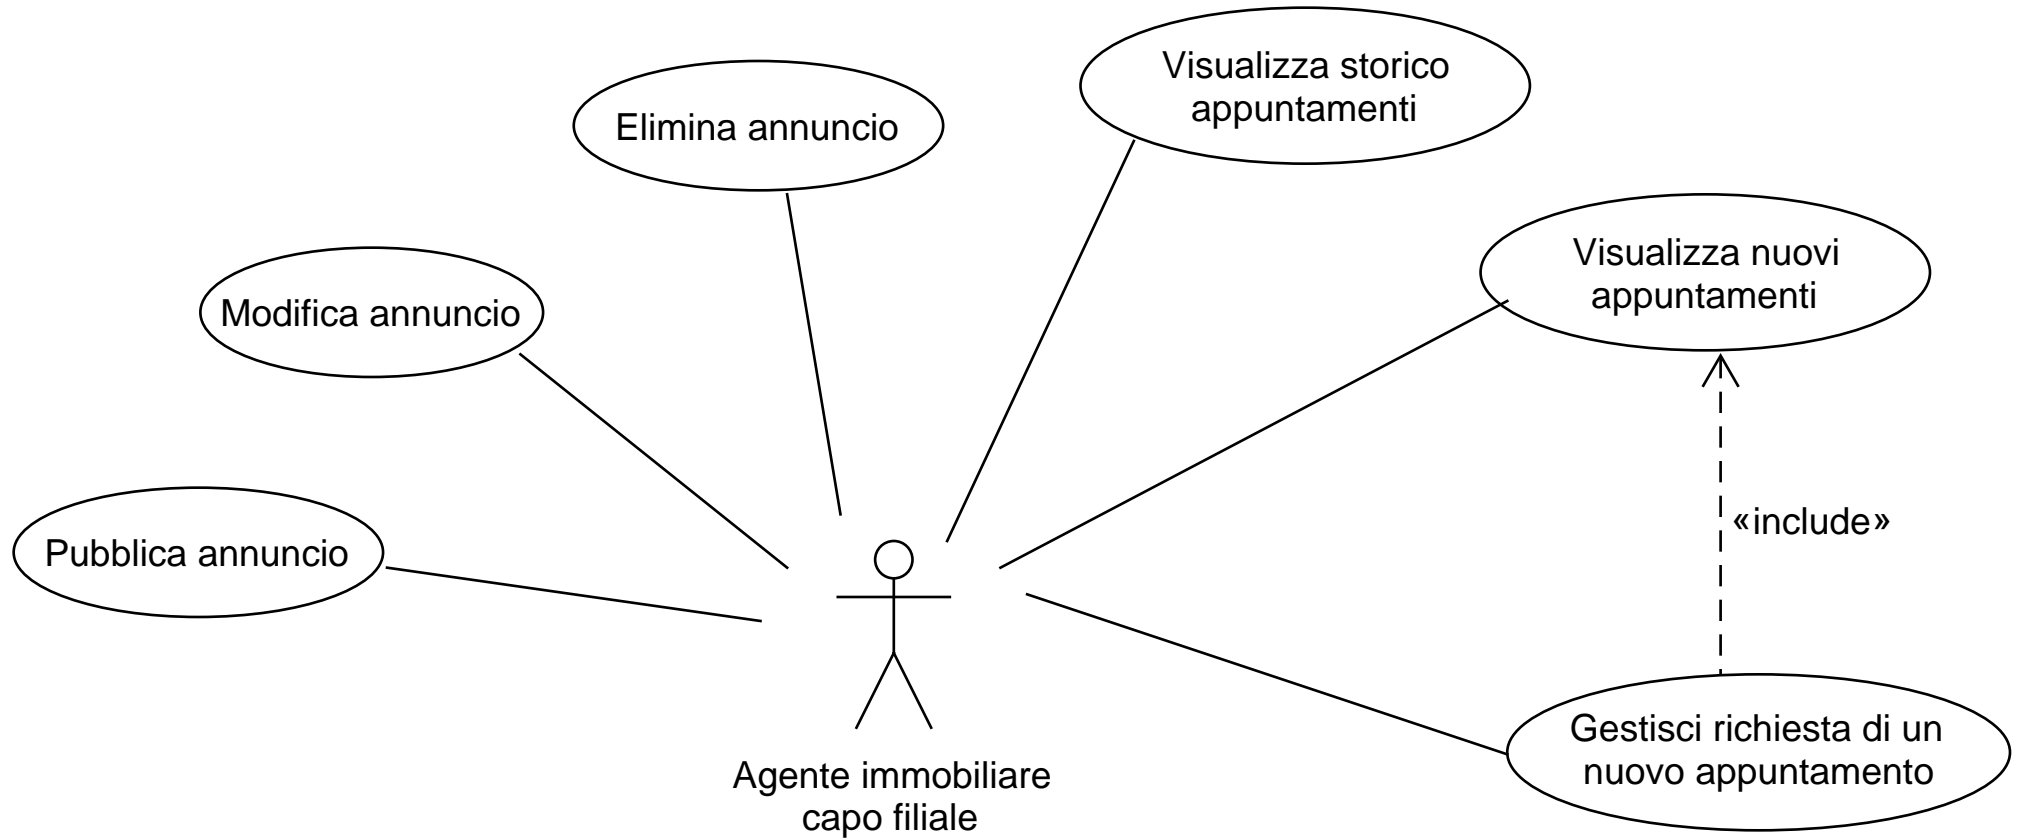 Visualizza storico
appuntamenti
Elimina annuncio
Visualizza nuovi
appuntamenti
Modifica annuncio
«include»
Pubblica annuncio
Gestisci richiesta di un
nuovo appuntamento
Agente immobiliare
capo filiale